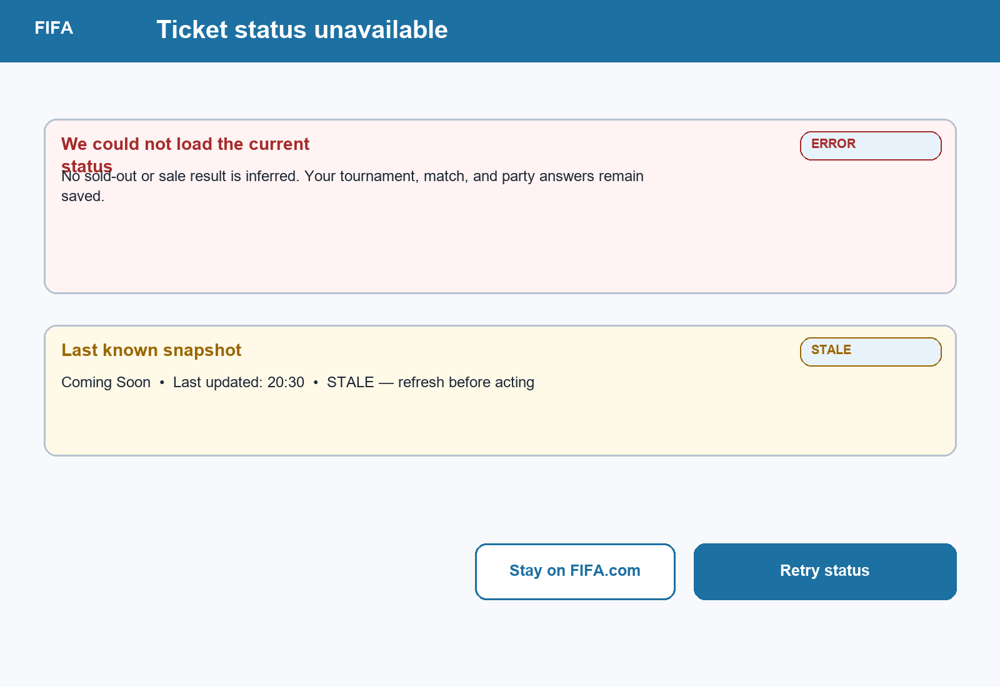 FIFA
Ticket status unavailable
We could not load the current
status
ERROR
No sold-out or sale result is inferred. Your tournament, match, and party answers remain
saved.
Last known snapshot
STALE
Coming Soon • Last updated: 20:30 • STALE — refresh before acting
Stay on FIFA.com
Retry status